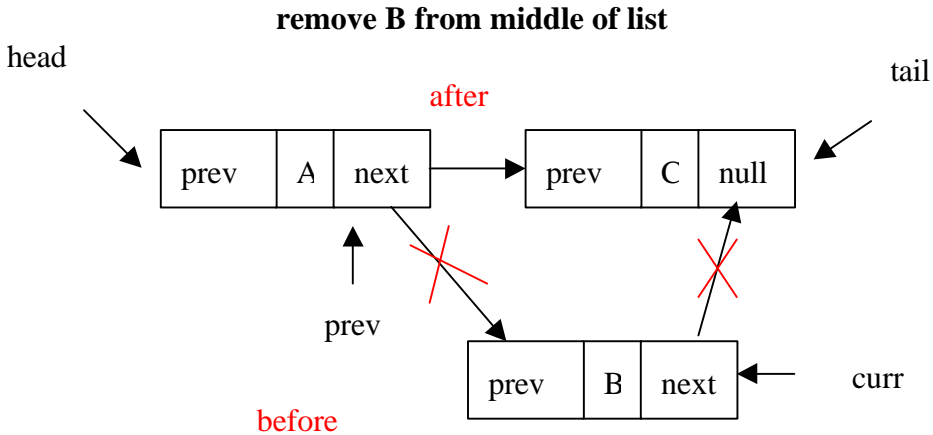 remove B from middle of list
head
tail
after
prev A next
prev C null
prev
prev B next
curr
before